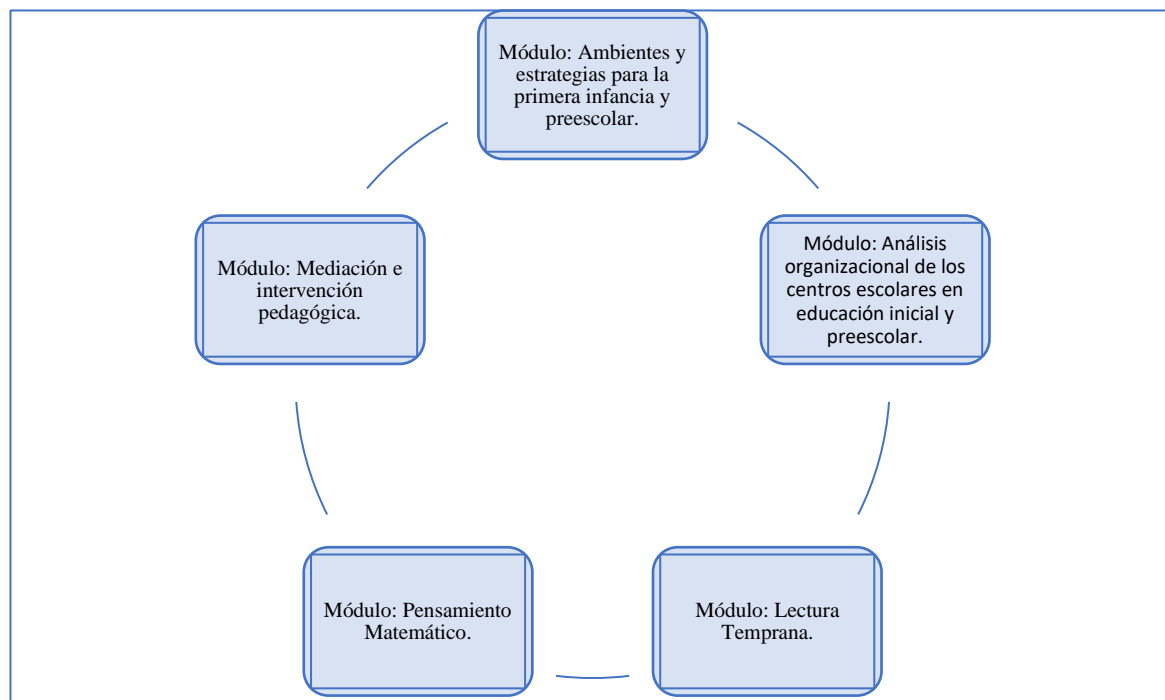 Módulo: Ambientes y
estrategias para la
primera infancia y
preescolar.
Módulo: Mediación e
intervención
pedagógica.
Módulo: Análisis
organizacional de los
centros escolares en
educación inicial y
preescolar.
Módulo: Pensamiento
Matemático.
Módulo: Lectura
Temprana.